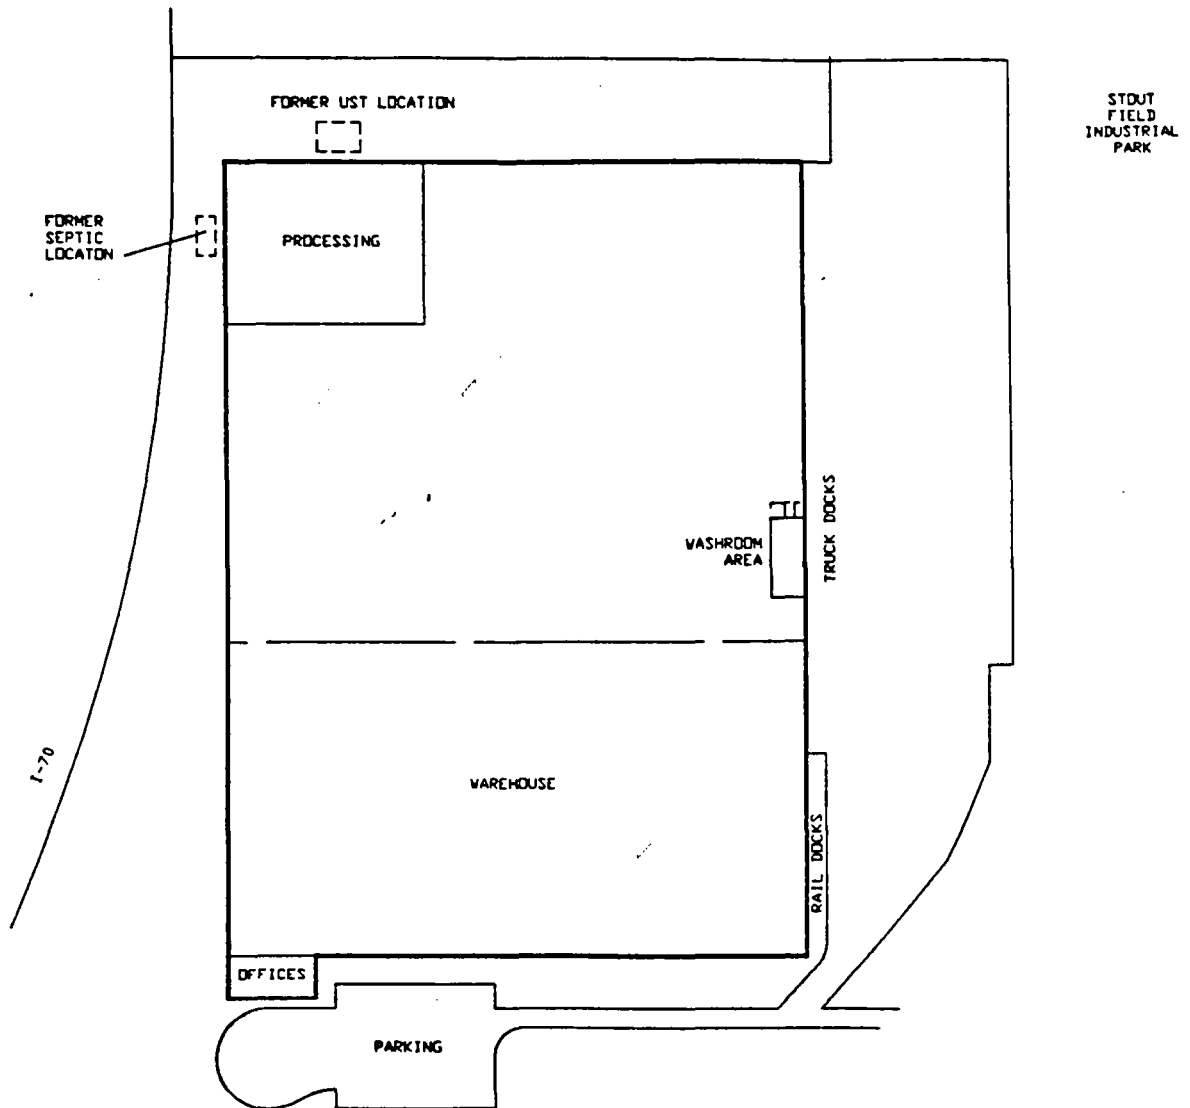 FORMER UST LOCATION
STOUT
FIELD
INDUSTRIAL
PARK
FORMER
SEPTIC
LOCATON
PROCESSING
TRUCK DOCKS
WASHROOM
AREA
I-70
WAREHOUSE
RAIL DOCKS
OFFICES
PARKING